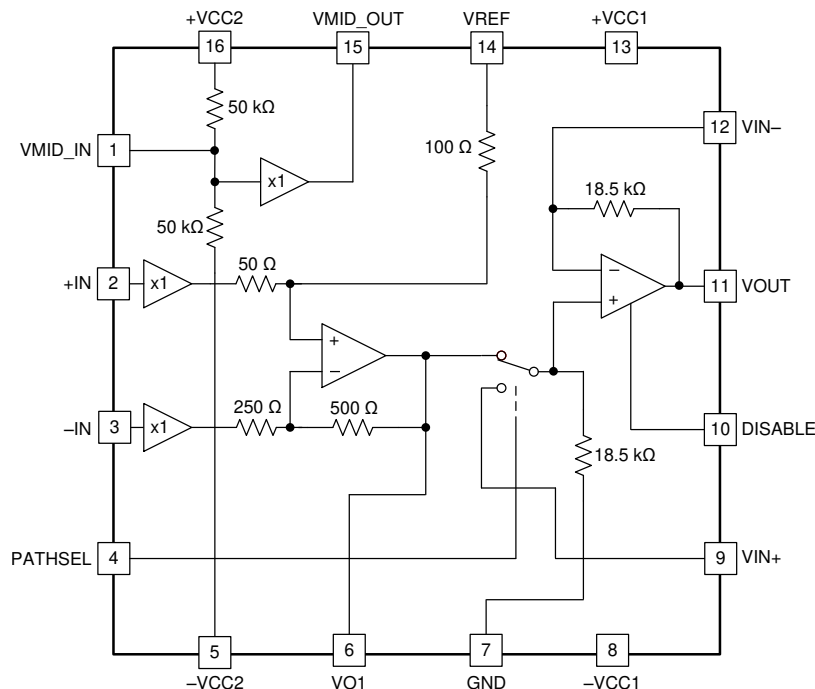 +VCC2
VMID_OUT
VREF
+VCC1
16
15
14
13
50 kΩ
VMID_IN
1
100 Ω
12
VIN–
x1
18.5 kΩ
50 kΩ
50 Ω
+IN
2
x1
–
+
11
VOUT
+
–
250 Ω
500 Ω
–IN
3
x1
10
DISABLE
18.5 kΩ
PATHSEL
4
9
VIN+
5
6
7
8
–VCC2
VO1
GND
–VCC1